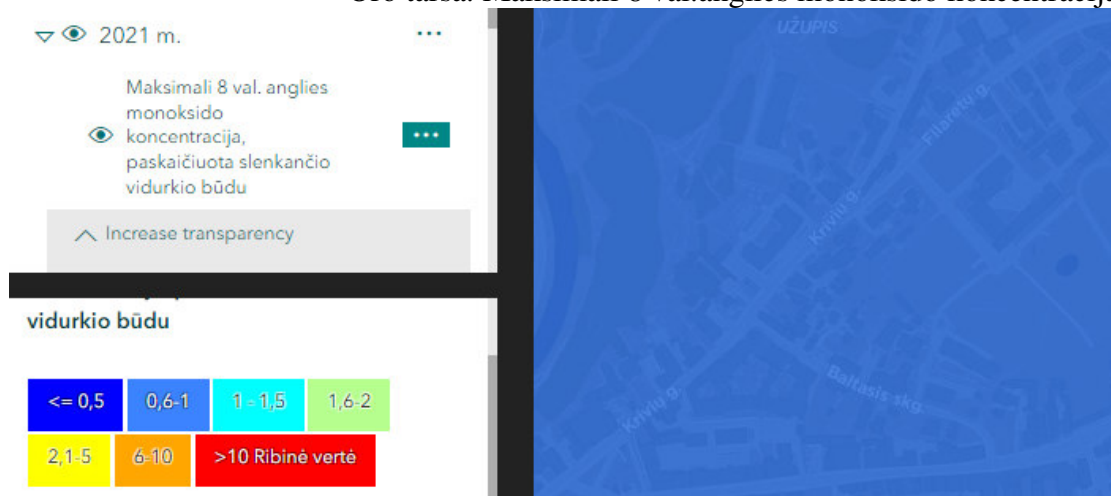 2021 m.
Maksimali 8 val. anglies
monoksido
koncentracija,
paskaičiuota slenkančio
vidurkio būdu
Increase transparency
vidurkio būdu
<= 0,5 0,6-1 1 - 1,5 1,6-2
2,1-5 6-10 >10 Ribinė vertė
UŽUPIS
Filaretų g.
Krivių g.
Baltasis skg.
Krivių g.